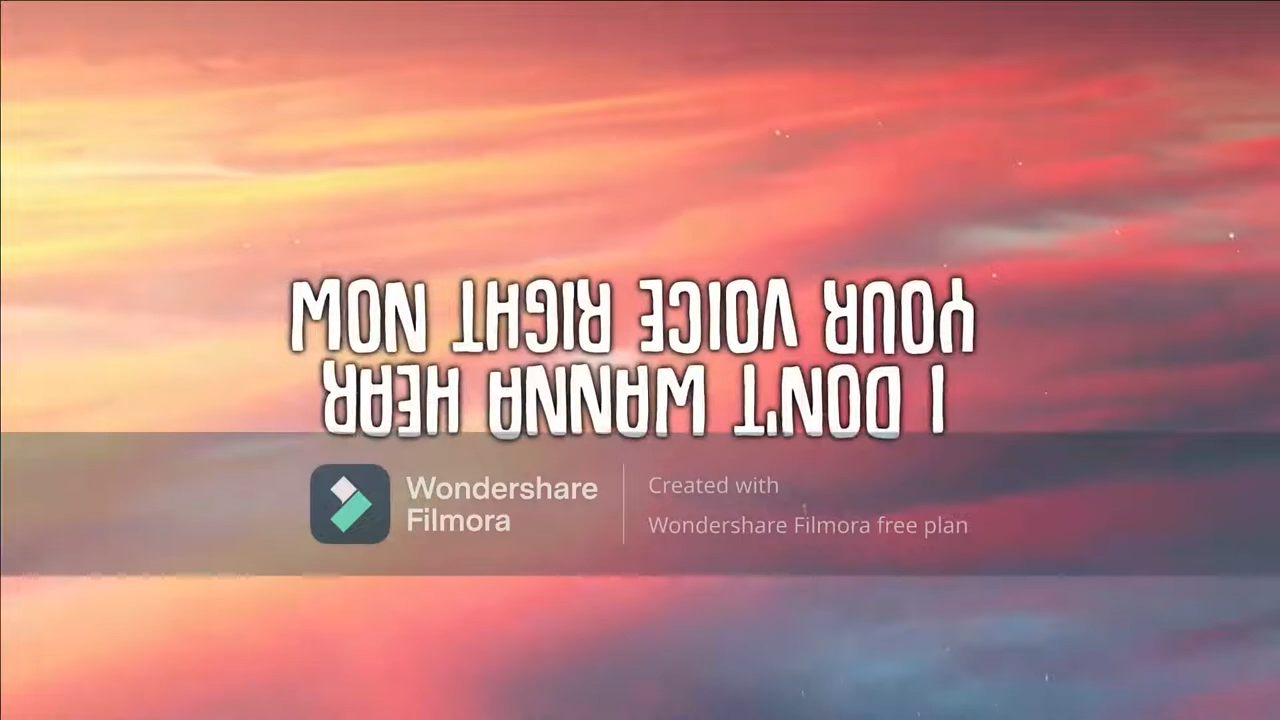 I DON'T WANNA HEAR
YOUR VOICE RIGHT NOW
Wondershare
Filmora
Created with
Wondershare Filmora free plan